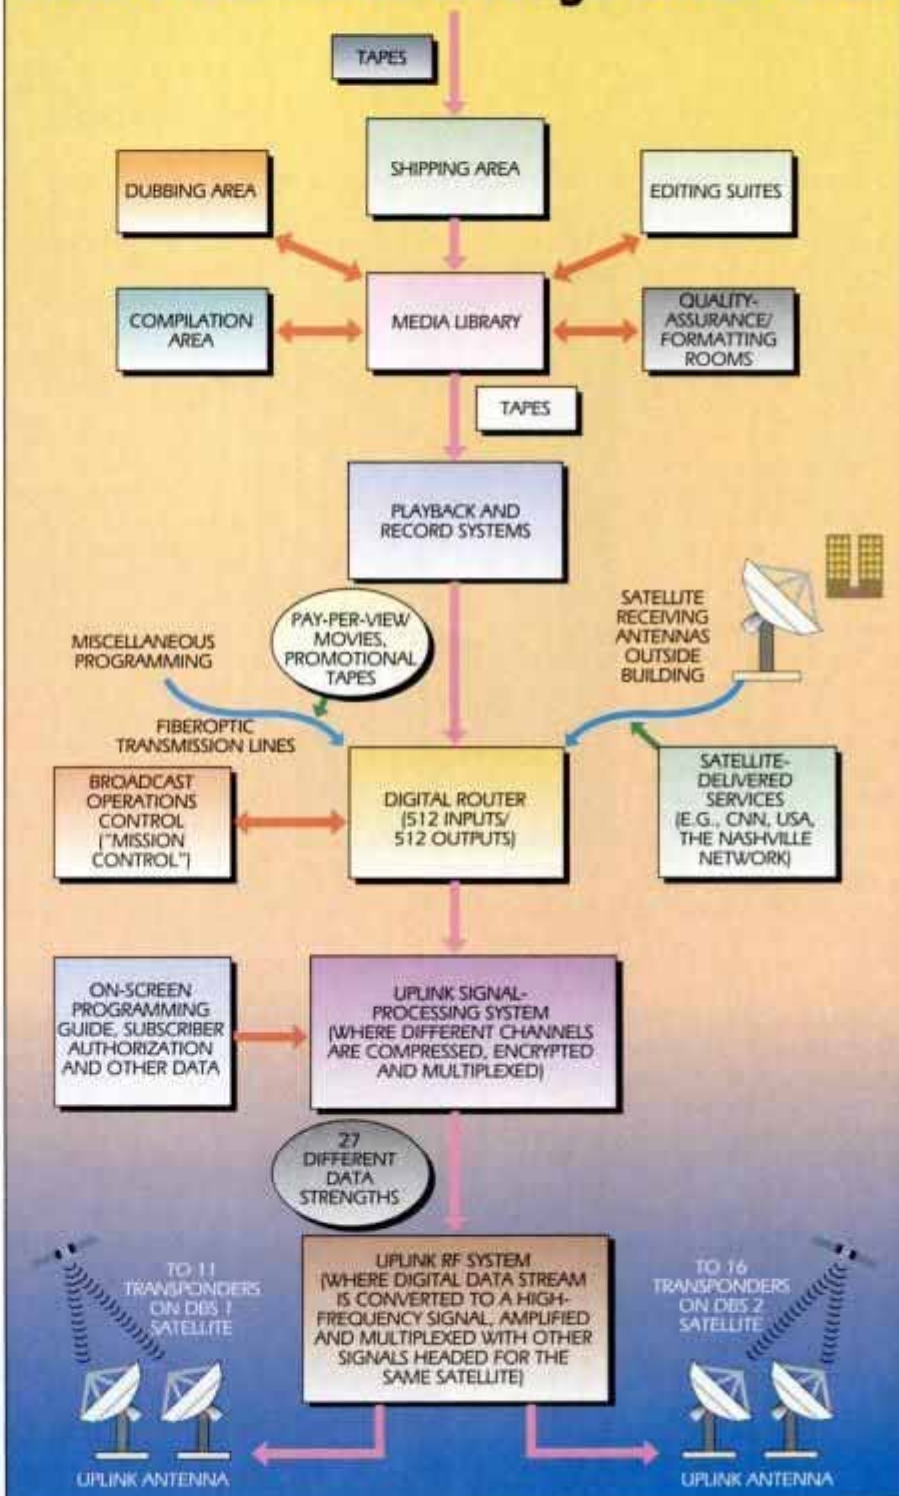 TAPES
SHIPPING AREA
DUBBING AREA
EDITING SUITES
COMPILATION
AREA
MEDIA LIBRARY
QUALITY-
ASSURANCE/
FORMATTING
ROOMS
TAPES
PLAYBACK AND
RECORD SYSTEMS
PAY-PER-VIEW
MOVIES,
PROMOTIONAL
TAPES
MISCELLANEOUS
PROGRAMMING
SATELLITE
RECEIVING
ANTENNAS
OUTSIDE
BUILDING
FIBEROPTIC
TRANSMISSION LINES
BROADCAST
OPERATIONS
CONTROL
("MISSION
CONTROL")
DIGITAL ROUTER
(512 INPUTS/
512 OUTPUTS)
SATELLITE-
DELIVERED
SERVICES
(E.G., CNN, USA,
THE NASHVILLE
NETWORK)
ON-SCREEN
PROGRAMMING
GUIDE, SUBSCRIBER
AUTHORIZATION
AND OTHER DATA
UPLINK SIGNAL-
PROCESSING SYSTEM
(WHERE DIFFERENT CHANNELS
ARE COMPRESSED, ENCRYPTED
AND MULTIPLEXED)
27
DIFFERENT
DATA
STRENGTHS
TO 11
TRANSPONDERS
ON DBS 1
SATELLITE
UPLINK RF SYSTEM
(WHERE DIGITAL DATA STREAM
IS CONVERTED TO A HIGH-
FREQUENCY SIGNAL, AMPLIFIED
AND MULTIPLEXED WITH OTHER
SIGNALS HEADED FOR THE
SAME SATELLITE)
TO 16
TRANSPONDERS
ON DBS 2
SATELLITE
UPLINK ANTENNA
UPLINK ANTENNA